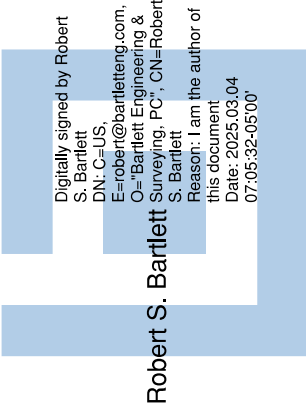 Robert S. Bartlett
Digitally signed by Robert
S. Bartlett
DN: C=US,
E=robert@bartletteng.com,
O="Bartlett Engineering &
Surveying, PC", CN=Robert
S. Bartlett
Reason: I am the author of
this document
Date: 2025.03.04
07:05:32-05'00'